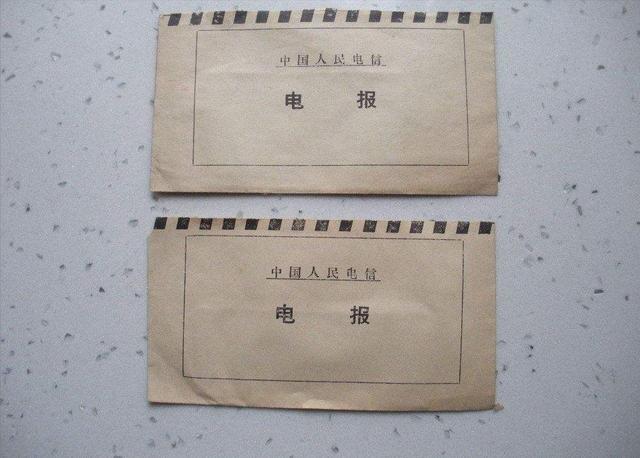 中国人民电信
电 报
中国人民电信
电 报